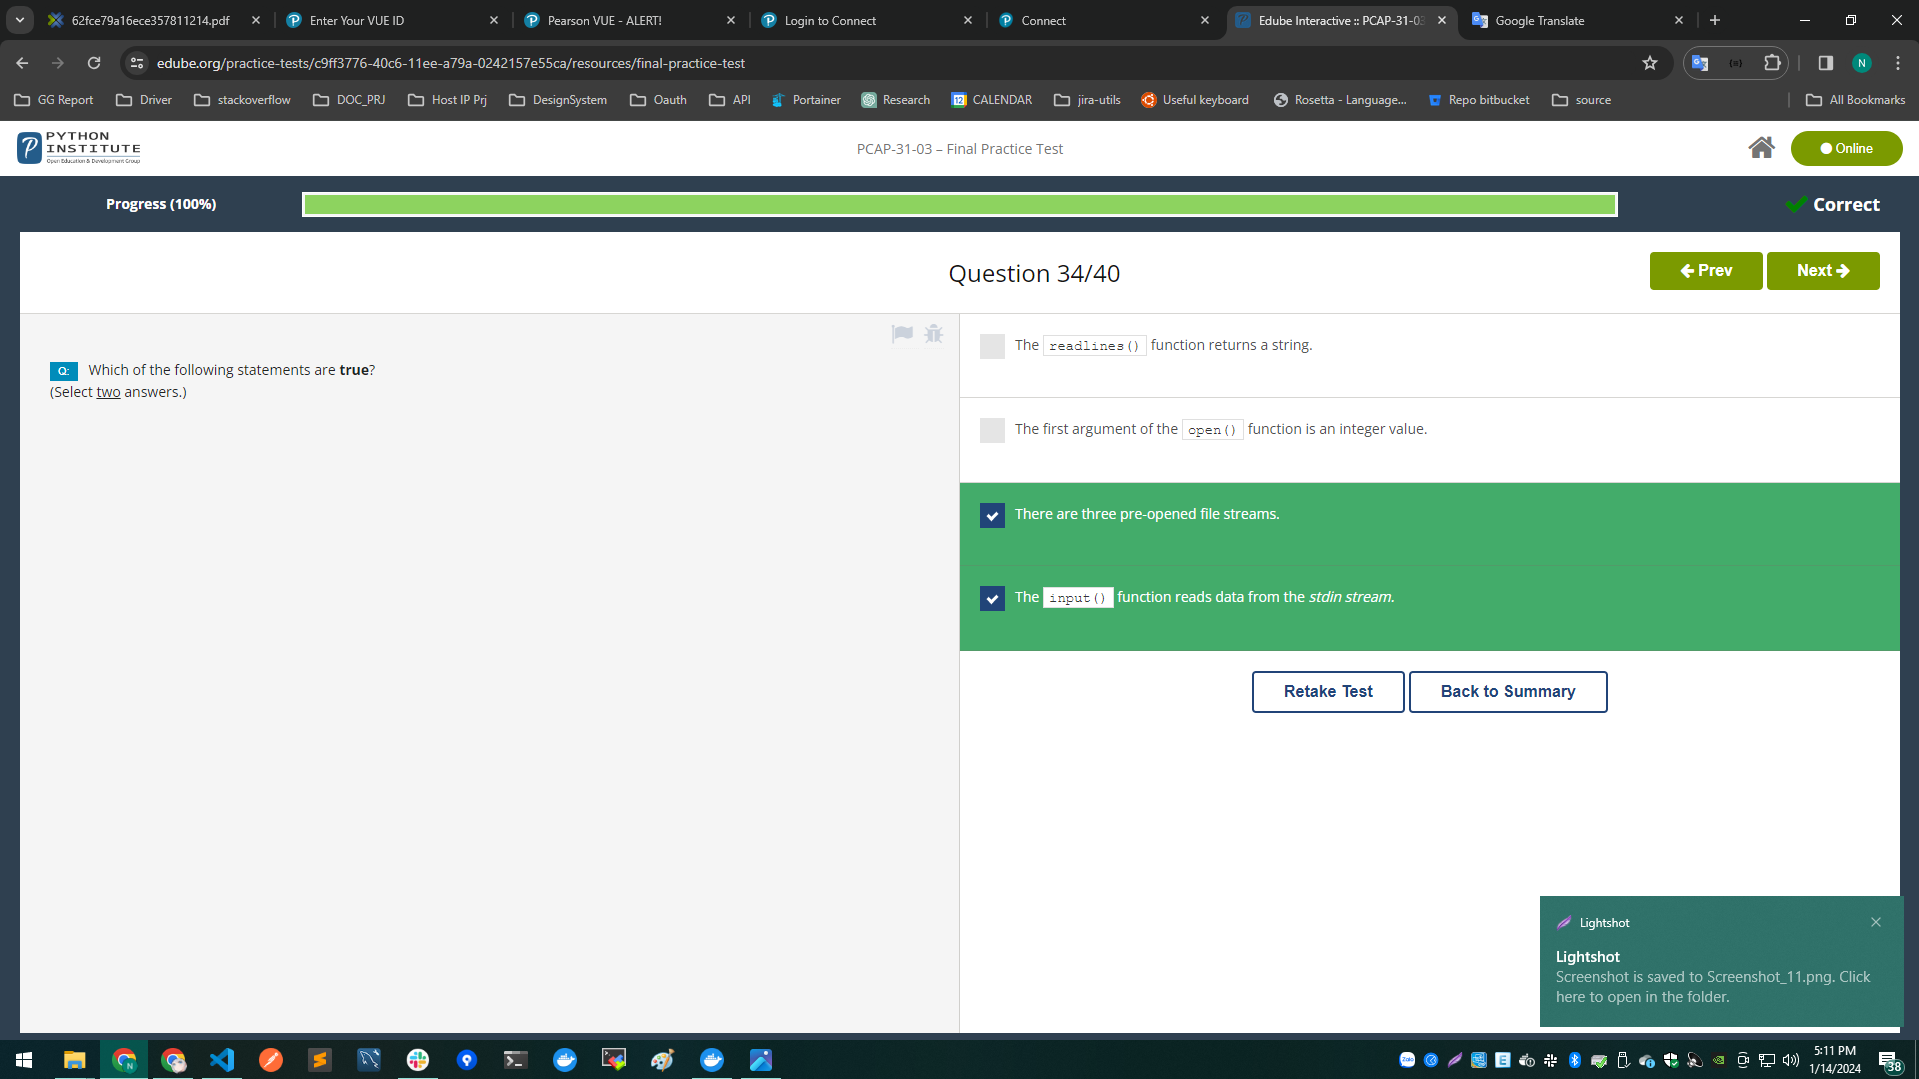 62fce79a16ece357811214.pdf
Enter Your VUE ID
Pearson VUE - ALERT!
Login to Connect
Connect
Edube Interactive :: PCAP-31-03
Google Translate
edube.org/practice-tests/c9ff3776-40c6-11ee-a79a-0242157e55ca/resources/final-practice-test
N
GG Report
Driver
stackoverflow
DOC_PRJ
Host IP Prj
DesignSystem
Oauth
API
Portainer
Research
CALENDAR
jira-utils
Useful keyboard
Rosetta - Language...
Repo bitbucket
source
All Bookmarks
PYTHON
INSTITUTE
Open Education & Development Group
PCAP-31-03 – Final Practice Test
Online
Progress (100%)
Correct
Question 34/40
Prev
Next
Q: Which of the following statements are true?
(Select two answers.)
The readlines() function returns a string.
The first argument of the open() function is an integer value.
There are three pre-opened file streams.
The input() function reads data from the stdin stream.
Retake Test
Back to Summary
Lightshot
Lightshot
Screenshot is saved to Screenshot_11.png. Click
here to open in the folder.
5:11 PM
1/14/2024
38